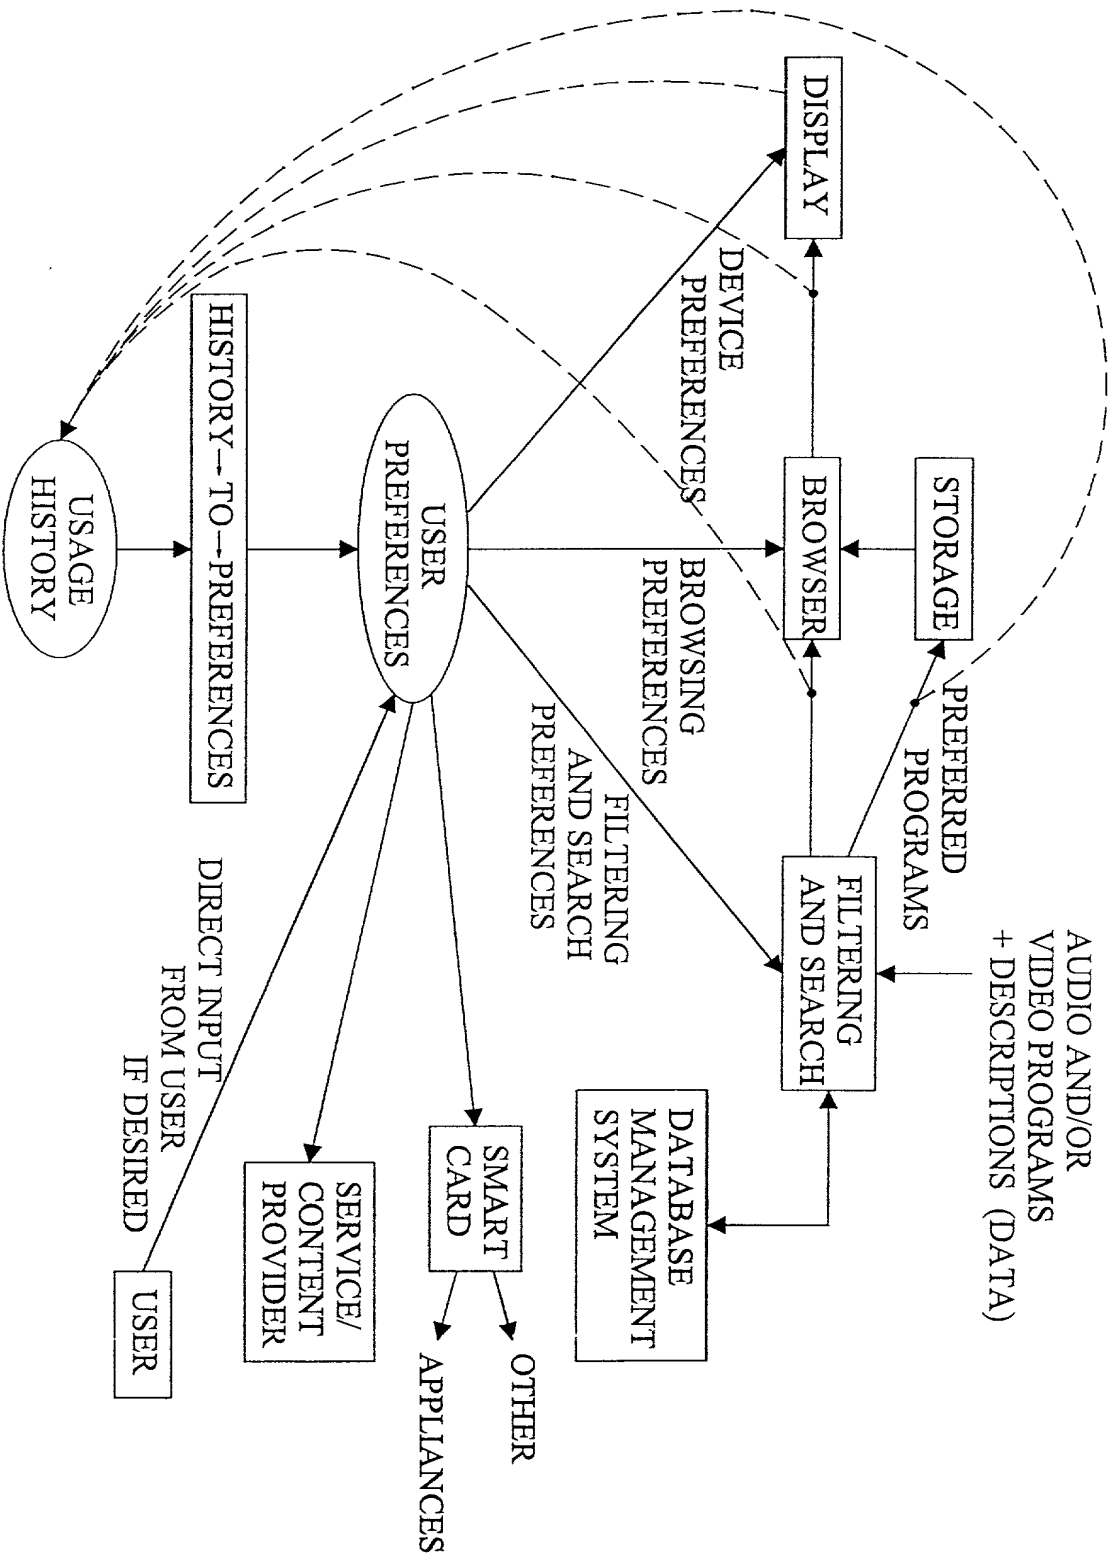 AUDIO AND/OR
VIDEO PROGRAMS
+ DESCRIPTIONS (DATA)
STORAGE
PREFERRED
PROGRAMS
DISPLAY
BROWSER
FILTERING
AND SEARCH
DEVICE
PREFERENCES
BROWSING
PREFERENCES
FILTERING
AND SEARCH
PREFERENCES
DATABASE
MANAGEMENT
SYSTEM
USER
PREFERENCES
SMART
CARD
OTHER
APPLIANCES
SERVICE/
CONTENT
PROVIDER
HISTORY→ TO→PREFERENCES
DIRECT INPUT
FROM USER
IF DESIRED
USER
USAGE
HISTORY